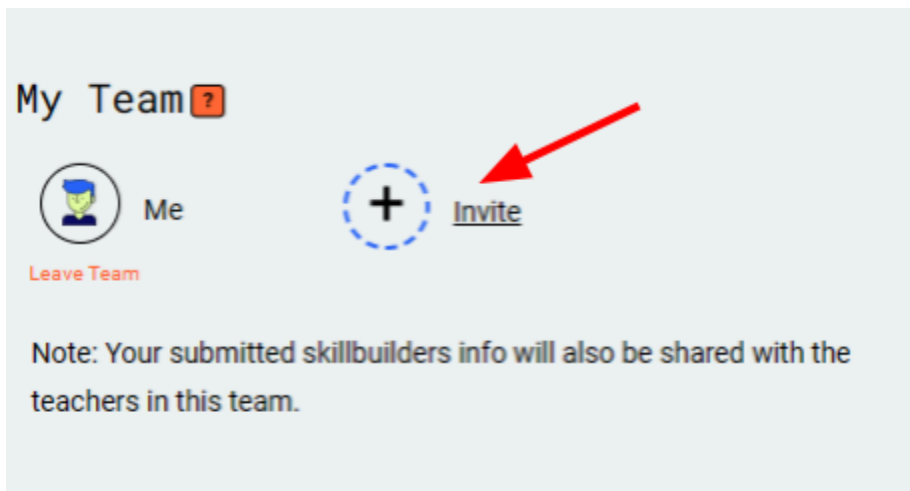 My Team ?
Me
+ Invite
Leave Team
Note: Your submitted skillbuilders info will also be shared with the
teachers in this team.